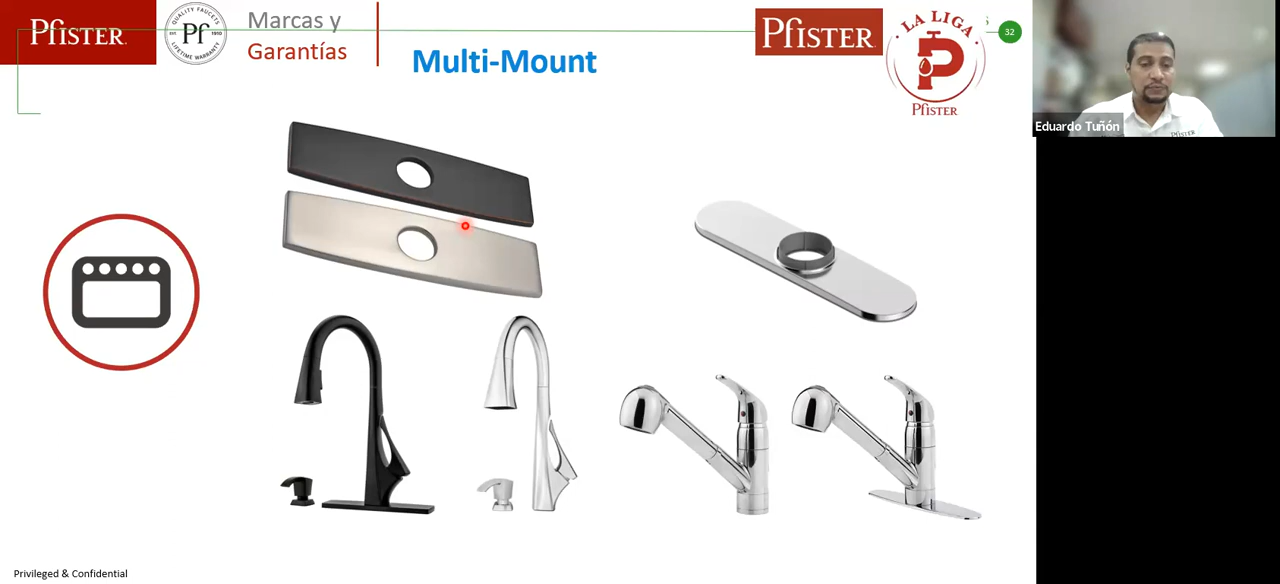 PFISTER
QUALITY FAUCETS
EST. Pf 1910
LIFETIME WARRANTY
Marcas y
Garantías
Multi-Mount
PFISTER
LA LIGA
PFISTER
32
Eduardo Tuñón
PFISTER
Privileged & Confidential